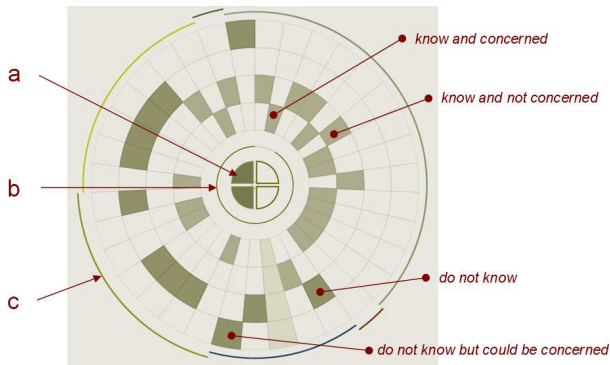 know and concerned
a
know and not concerned
b
do not know
c
do not know but could be concerned